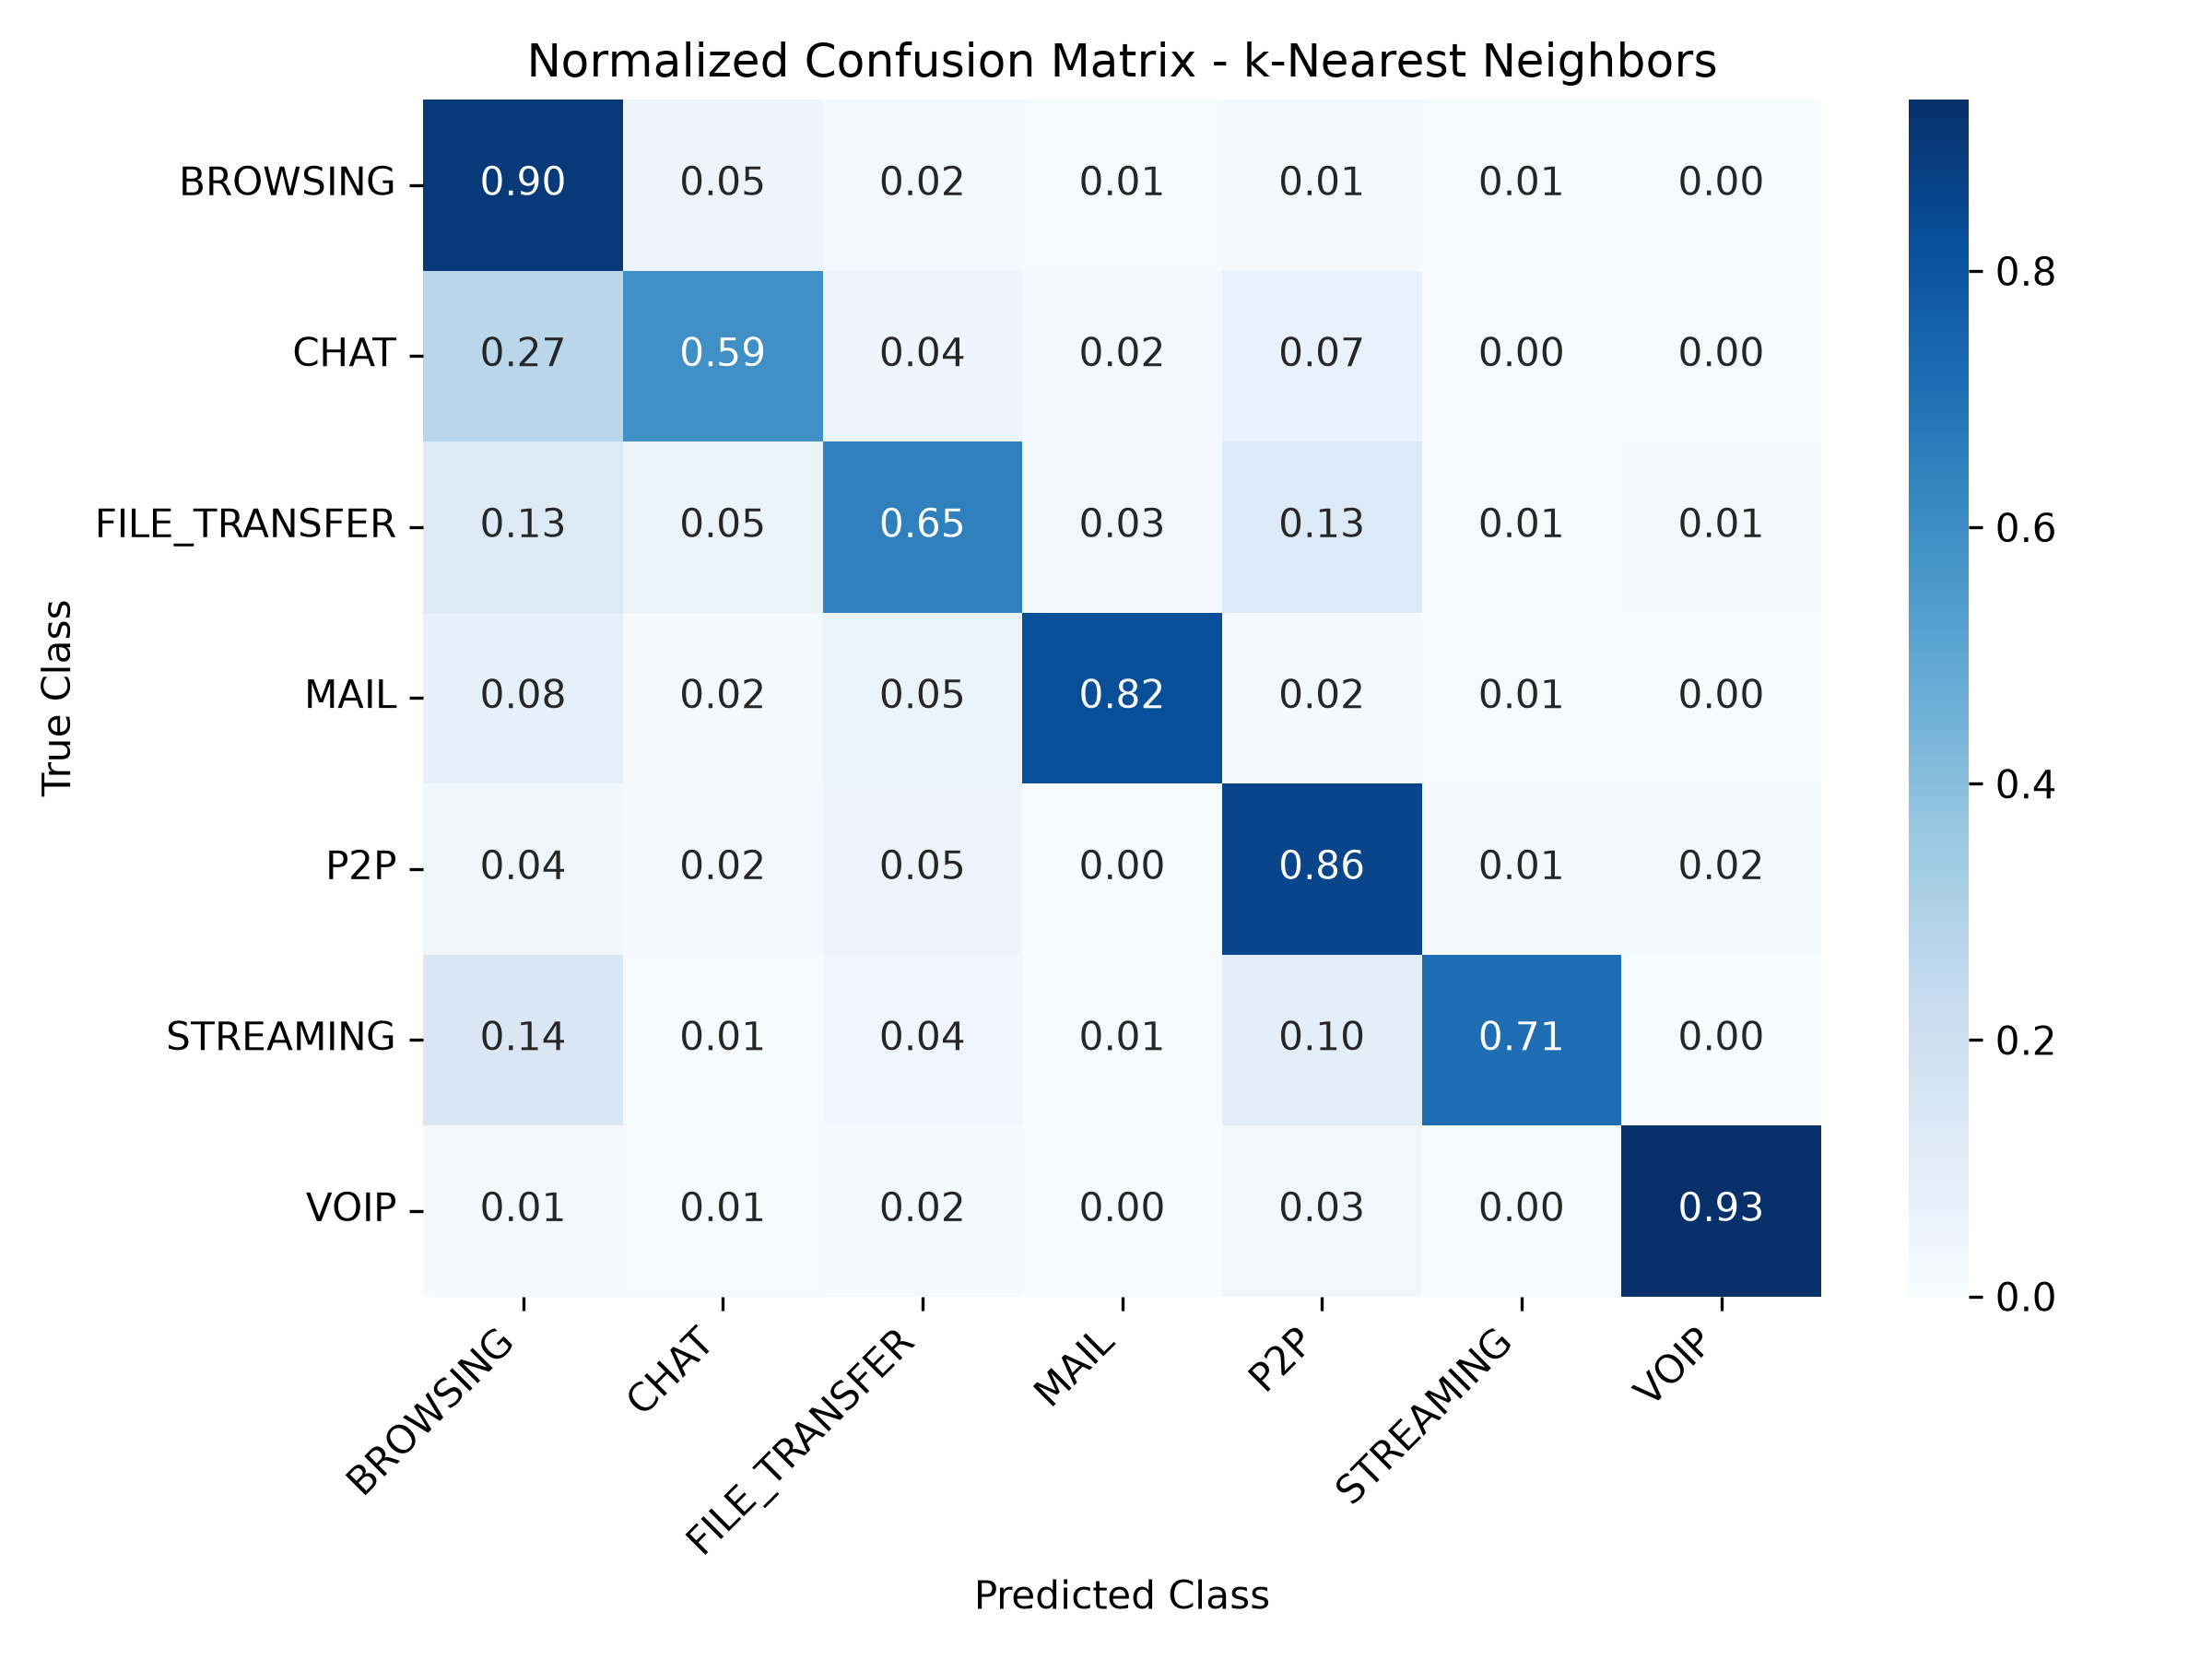 Normalized Confusion Matrix - k-Nearest Neighbors
BROWSING 0.90 0.05 0.02 0.01 0.01 0.01 0.00
CHAT 0.27 0.59 0.04 0.02 0.07 0.00 0.00
FILE_TRANSFER 0.13 0.05 0.65 0.03 0.13 0.01 0.01
MAIL 0.08 0.02 0.05 0.82 0.02 0.01 0.00
P2P 0.04 0.02 0.05 0.00 0.86 0.01 0.02
STREAMING 0.14 0.01 0.04 0.01 0.10 0.71 0.00
VOIP 0.01 0.01 0.02 0.00 0.03 0.00 0.93
True Class
BROWSING CHAT FILE_TRANSFER MAIL P2P STREAMING VOIP
Predicted Class
0.8
0.6
0.4
0.2
0.0